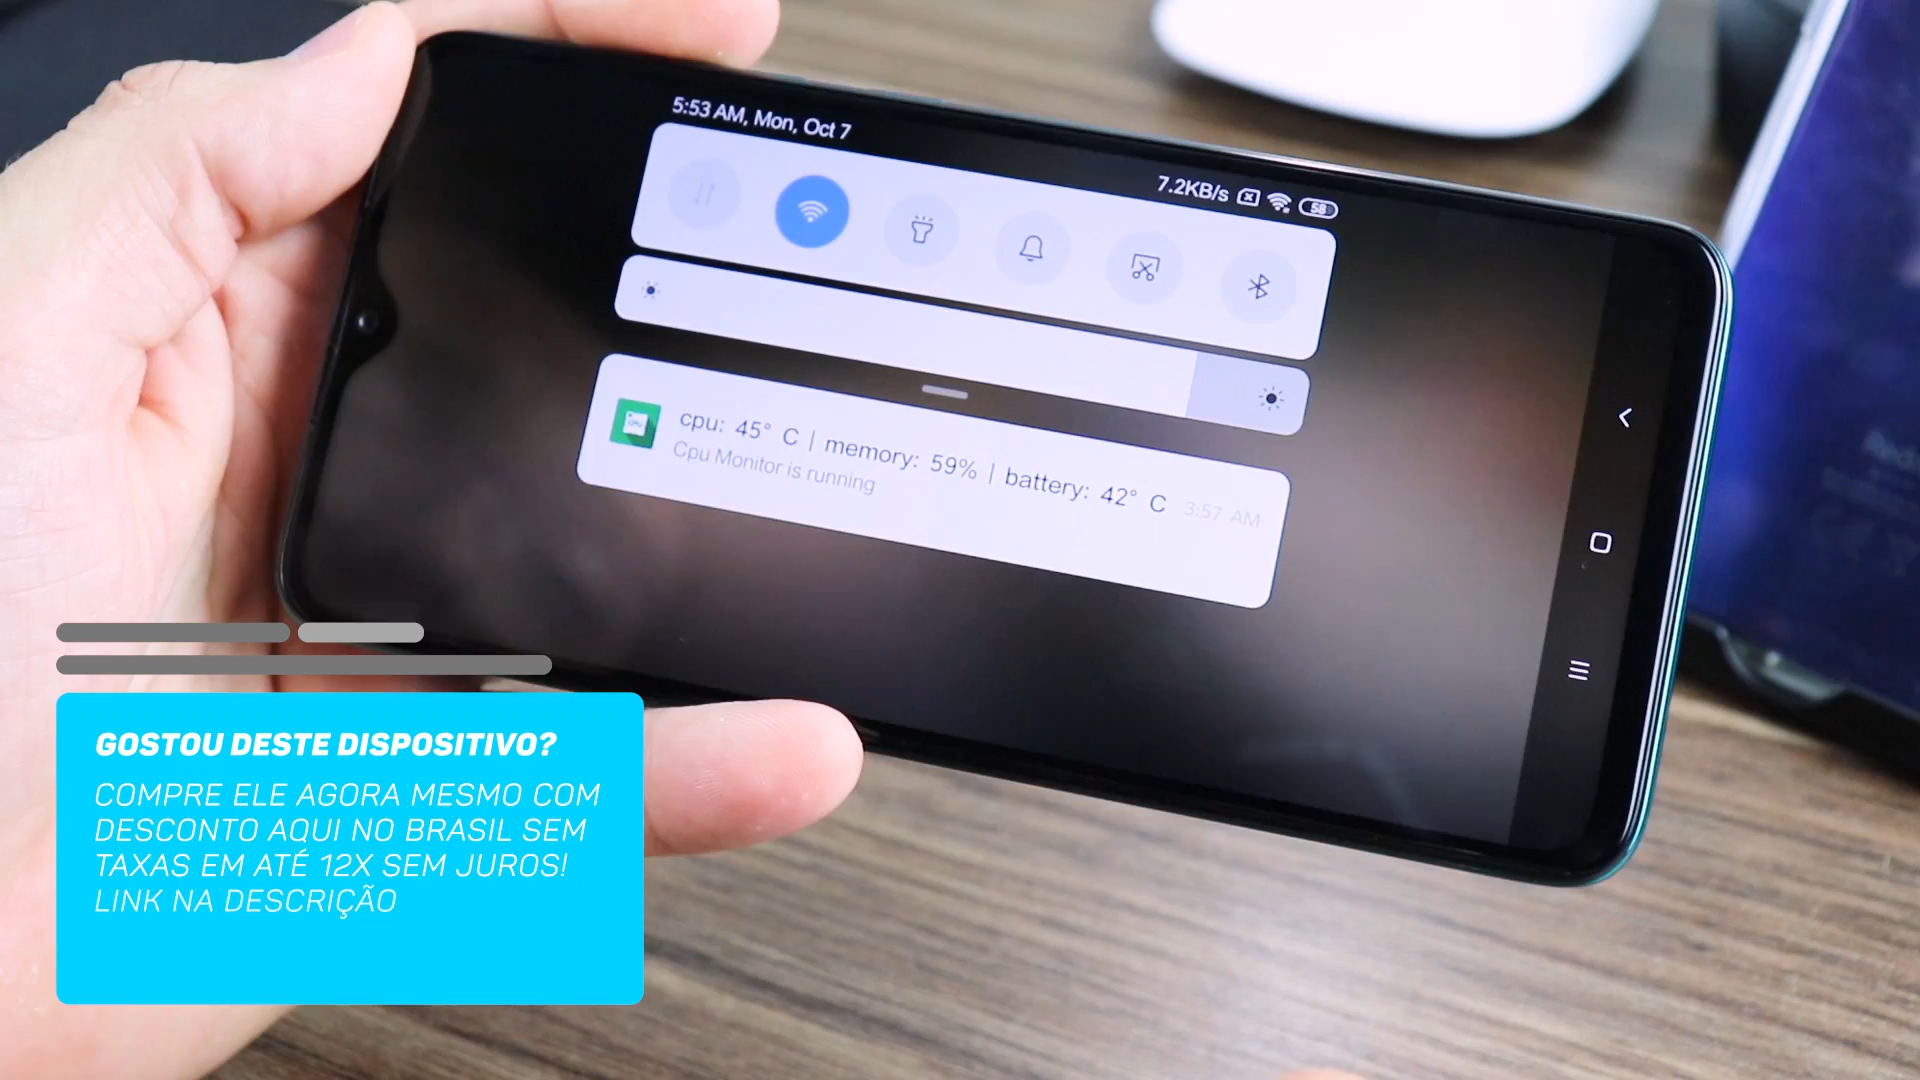 5:53 AM, Mon, Oct 7
7.2KB/s 58
cpu: 45° C | memory: 59% | battery: 42° C 3:57 AM
Cpu Monitor is running
GOSTOU DESTE DISPOSITIVO?
COMPRE ELE AGORA MESMO COM
DESCONTO AQUI NO BRASIL SEM
TAXAS EM ATÉ 12X SEM JUROS!
LINK NA DESCRIÇÃO